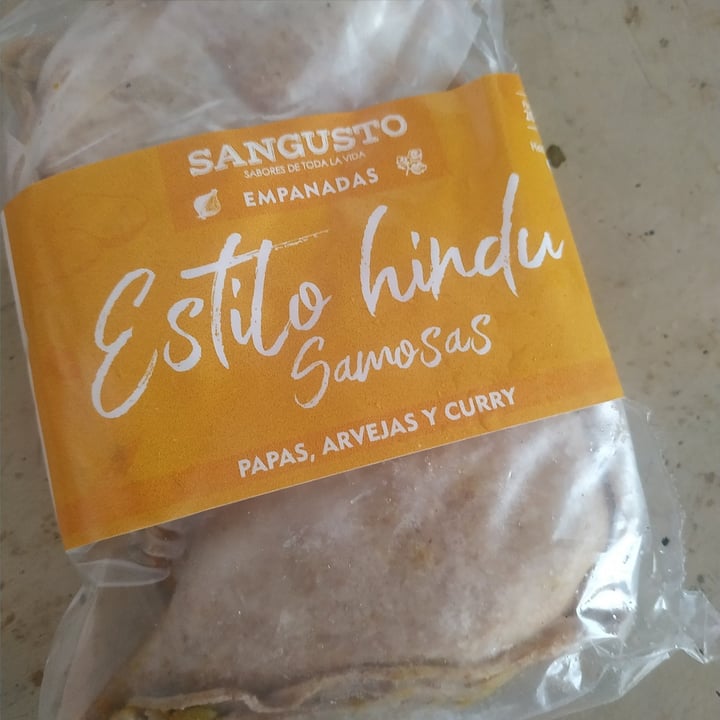 SANGUSTO
SABORES DE TODA LA VIDA
EMPANADAS
Estilo hindu
Samosas
PAPAS, ARVEJAS Y CURRY